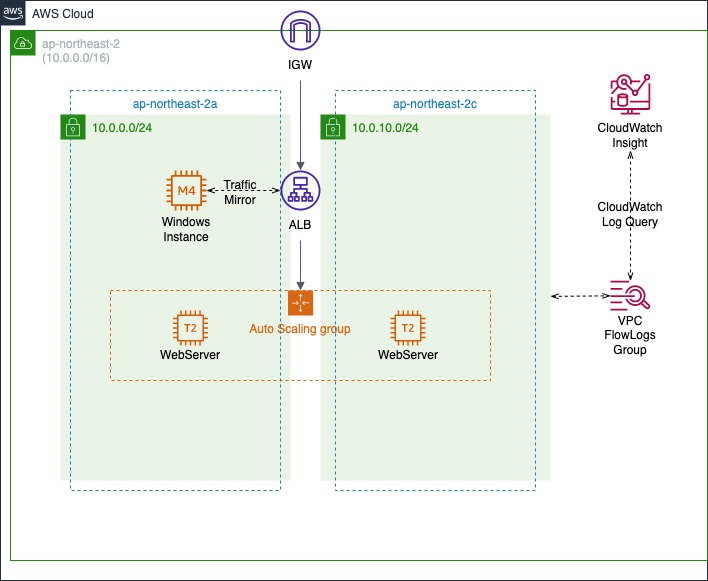 aws
AWS Cloud
ap-northeast-2
(10.0.0.0/16)
IGW
ap-northeast-2a
ap-northeast-2c
10.0.0.0/24
10.0.10.0/24
CloudWatch
Insight
M4
Traffic
Mirror
Windows
Instance
ALB
CloudWatch
Log Query
Auto Scaling group
T2
WebServer
T2
WebServer
VPC
FlowLogs
Group